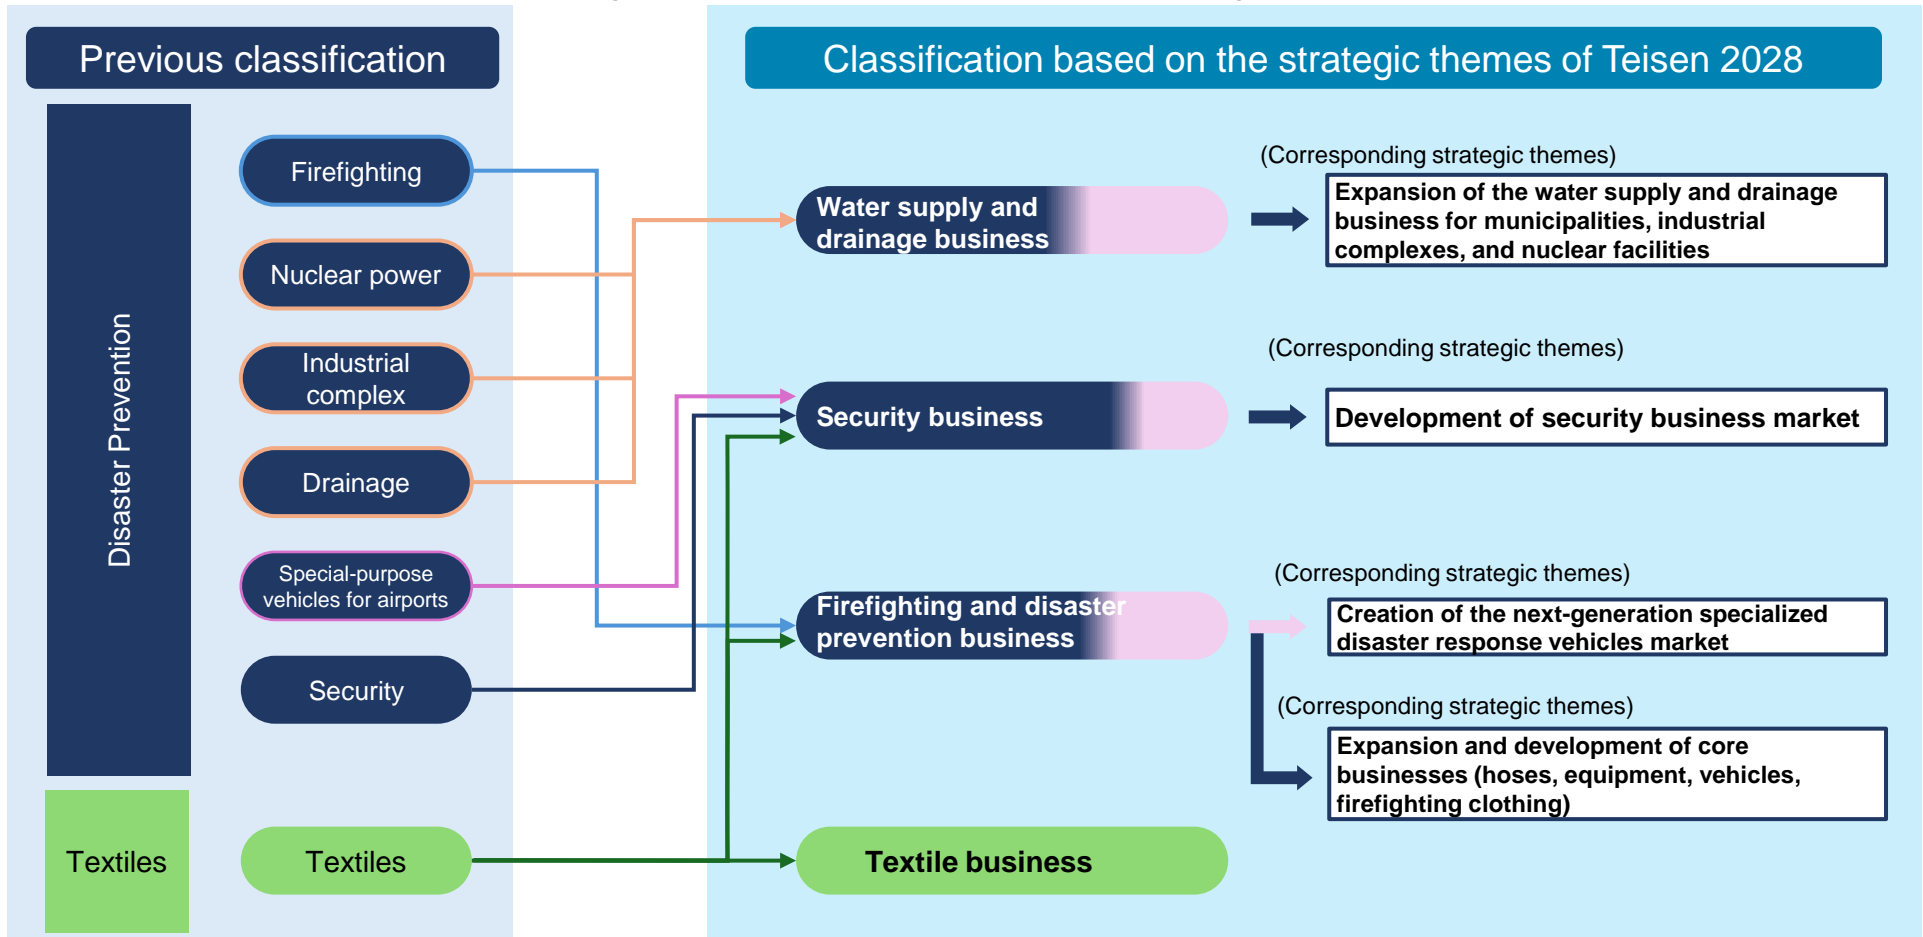 Previous classification
Disaster Prevention
Firefighting
Nuclear power
Industrial
complex
Drainage
Special-purpose
vehicles for airports
Security
Textiles
Textiles
Classification based on the strategic themes of Teisen 2028
Water supply and
drainage business
(Corresponding strategic themes)
Expansion of the water supply and drainage
business for municipalities, industrial
complexes, and nuclear facilities
Security business
(Corresponding strategic themes)
Development of security business market
Firefighting and disaster
prevention business
(Corresponding strategic themes)
Creation of the next-generation specialized
disaster response vehicles market
(Corresponding strategic themes)
Expansion and development of core
businesses (hoses, equipment, vehicles,
firefighting clothing)
Textile business